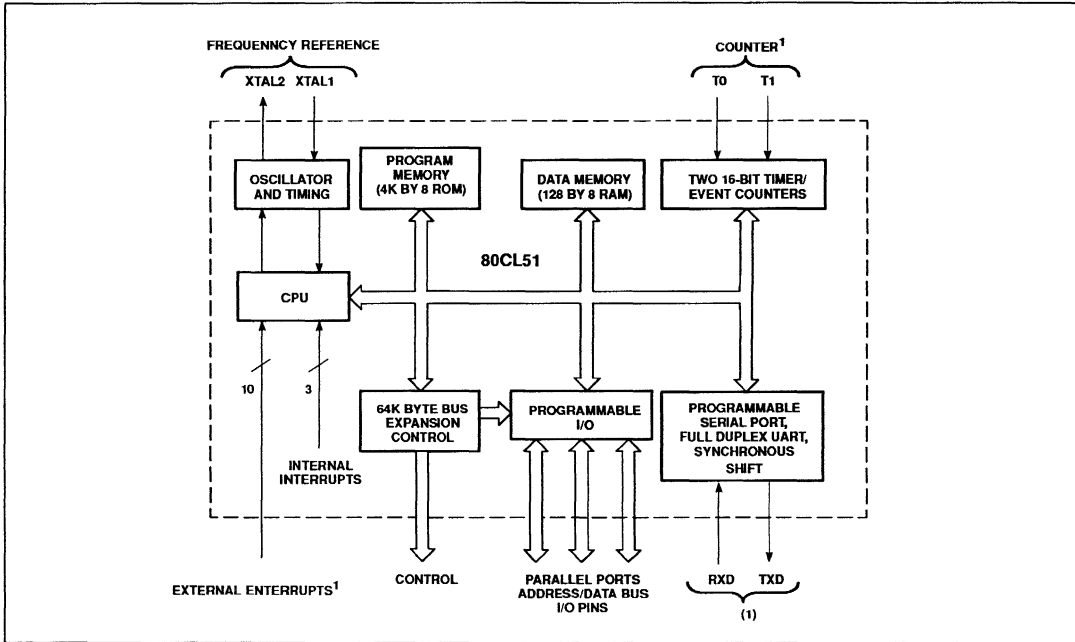 FREQUENNCY REFERENCE
XTAL2 XTAL1
COUNTER1
T0 T1
OSCILLATOR
AND TIMING
PROGRAM
MEMORY
(4K BY 8 ROM)
DATA MEMORY
(128 BY 8 RAM)
TWO 16-BIT TIMER/
EVENT COUNTERS
80CL51
CPU
10
3
INTERNAL
INTERRUPTS
64K BYTE BUS
EXPANSION
CONTROL
PROGRAMMABLE
I/O
PROGRAMMABLE
SERIAL PORT,
FULL DUPLEX UART,
SYNCHRONOUS
SHIFT
EXTERNAL ENTERRUPTS1
CONTROL
PARALLEL PORTS
ADDRESS/DATA BUS
I/O PINS
RXD TXD
(1)